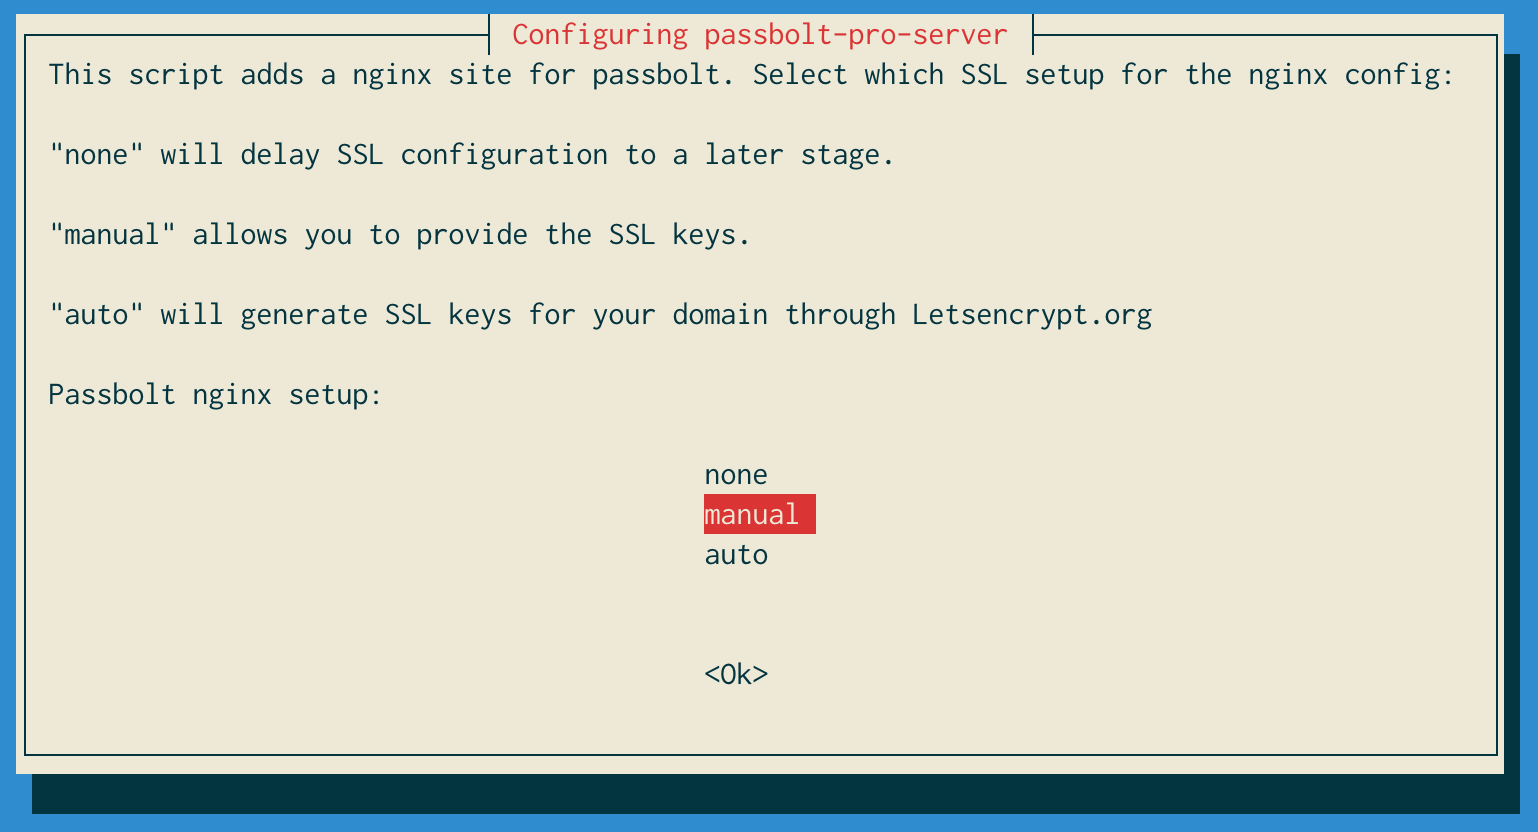 Configuring passbolt-pro-server
This script adds a nginx site for passbolt. Select which SSL setup for the nginx config:
"none" will delay SSL configuration to a later stage.
"manual" allows you to provide the SSL keys.
"auto" will generate SSL keys for your domain through Letsencrypt.org
Passbolt nginx setup:
none
manual
auto
<Ok>